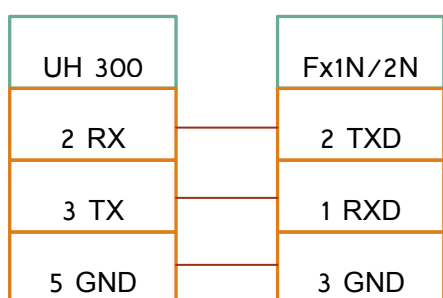 UH 300 Fx1N/2N
2 RX 2 TXD
3 TX 1 RXD
5 GND 3 GND